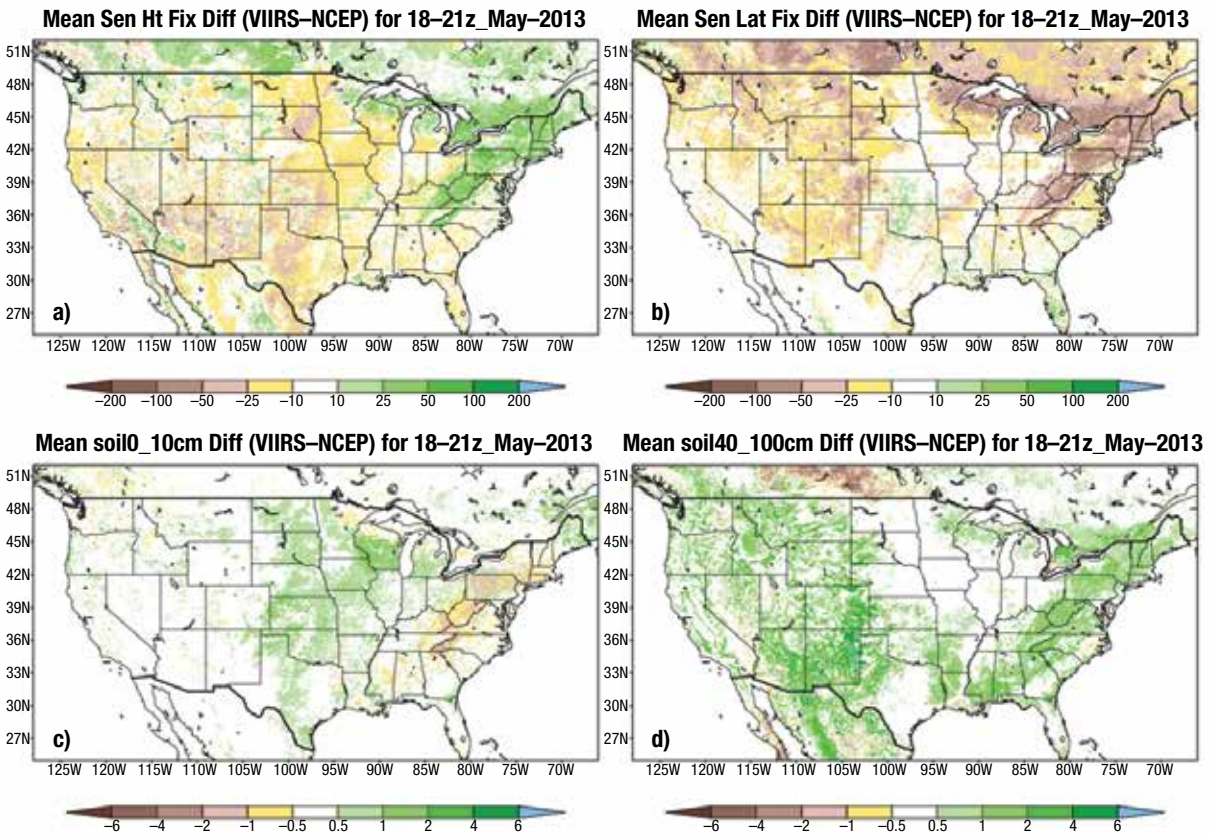 Mean Sen Ht Fix Diff (VIIRS–NCEP) for 18–21z_May–2013
51N
48N
45N
42N
39N
36N
33N
30N
27N
a)
125W 120W 115W 110W 105W 100W 95W 90W 85W 80W 75W 70W
–200 –100 –50 –25 –10 10 25 50 100 200
Mean Sen Lat Fix Diff (VIIRS–NCEP) for 18–21z_May–2013
51N
48N
45N
42N
39N
36N
33N
30N
27N
b)
125W 120W 115W 110W 105W 100W 95W 90W 85W 80W 75W 70W
–200 –100 –50 –25 –10 10 25 50 100 200
Mean soil0_10cm Diff (VIIRS–NCEP) for 18–21z_May–2013
51N
48N
45N
42N
39N
36N
33N
30N
27N
c)
125W 120W 115W 110W 105W 100W 95W 90W 85W 80W 75W 70W
–6 –4 –2 –1 –0.5 0.5 1 2 4 6
Mean soil40_100cm Diff (VIIRS–NCEP) for 18–21z_May–2013
51N
48N
45N
42N
39N
36N
33N
30N
27N
d)
125W 120W 115W 110W 105W 100W 95W 90W 85W 80W 75W 70W
–6 –4 –2 –1 –0.5 0.5 1 2 4 6